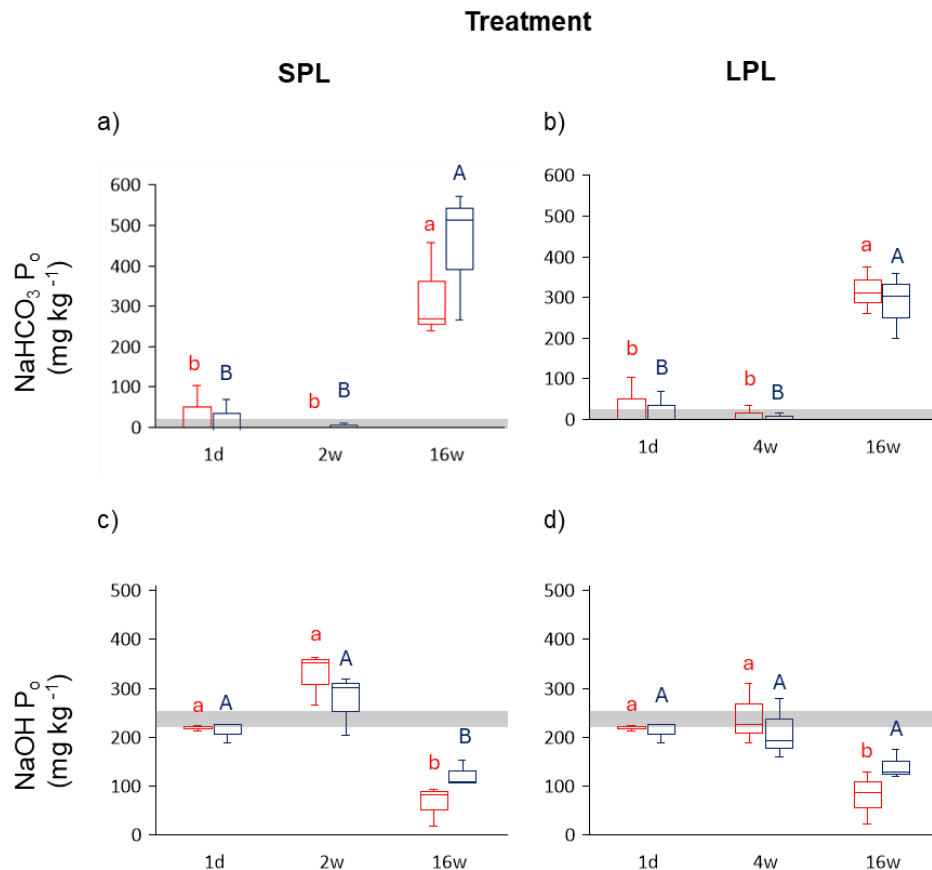 Treatment
SPL LPL
a) b)
NaHCO₃ Pₒ
(mg kg ⁻¹)
600
500
400
300
200
100
0
b B b B a A
1d 2w 16w
600
500
400
300
200
100
0
b B b B a A
1d 4w 16w
c) d)
NaOH Pₒ
(mg kg ⁻¹)
500
400
300
200
100
0
a A a A b B
1d 2w 16w
500
400
300
200
100
0
a A a A b A
1d 4w 16w